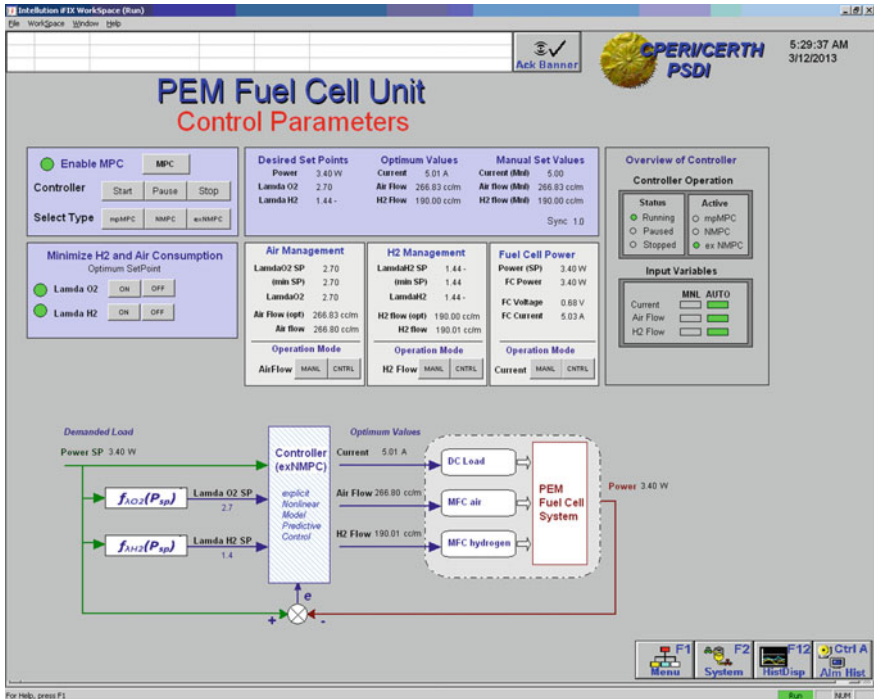 Intellution iFIX WorkSpace (Run)
File WorkSpace Window Help
Ack Banner
CPERI/CERTH
PSDI
5:29:37 AM
3/12/2013
PEM Fuel Cell Unit
Control Parameters
Enable MPC MPC
Controller Start Pause Stop
Select Type mpMPC NMPC exNMPC
Minimize H2 and Air Consumption
Optimum SetPoint
Lamda O2 ON OFF
Lamda H2 ON OFF
Desired Set Points Optimum Values Manual Set Values
Power 3.40 W Current 5.01 A Current (Mnl) 5.00
Lamda O2 2.70 Air Flow 266.83 cc/m Air flow (Mnl) 266.83 cc/m
Lamda H2 1.44 - H2 Flow 190.00 cc/m H2 flow (Mnl) 190.00 cc/m
Sync 1.0
Air Management
LamdaO2 SP 2.70
(min SP) 2.70
LamdaO2 2.70
Air Flow (opt) 266.83 cc/m
Air flow 266.80 cc/m
Operation Mode
AirFlow MANL CNTRL
H2 Management
LamdaH2 SP 1.44 -
(min SP) 1.44
LamdaH2 1.44 -
H2 flow (opt) 190.00 cc/m
H2 flow 190.01 cc/m
Operation Mode
H2 Flow MANL CNTRL
Fuel Cell Power
Power (SP) 3.40 W
FC Power 3.40 W
FC Voltage 0.68 V
FC Current 5.03 A
Operation Mode
Current MANL CNTRL
Overview of Controller
Controller Operation
Status Active
Running mpMPC
Paused NMPC
Stopped ex NMPC
Input Variables
MNL AUTO
Current
Air Flow
H2 Flow
Demanded Load
Power SP 3.40 W
fλO2(Psp) Lamda O2 SP
2.7
fλH2(Psp) Lamda H2 SP
1.4
Controller
(exNMPC)
explicit
Nonlinear
Model
Predictive
Control
e
+ -
Optimum Values
Current 5.01 A
Air Flow 266.80 cc/m
H2 Flow 190.01 cc/m
DC Load
MFC air
MFC hydrogen
PEM
Fuel Cell
System
Power 3.40 W
F1 Menu
F2 System
F12 HistDisp
Ctrl A Alm Hist
For Help, press F1
Run NUM